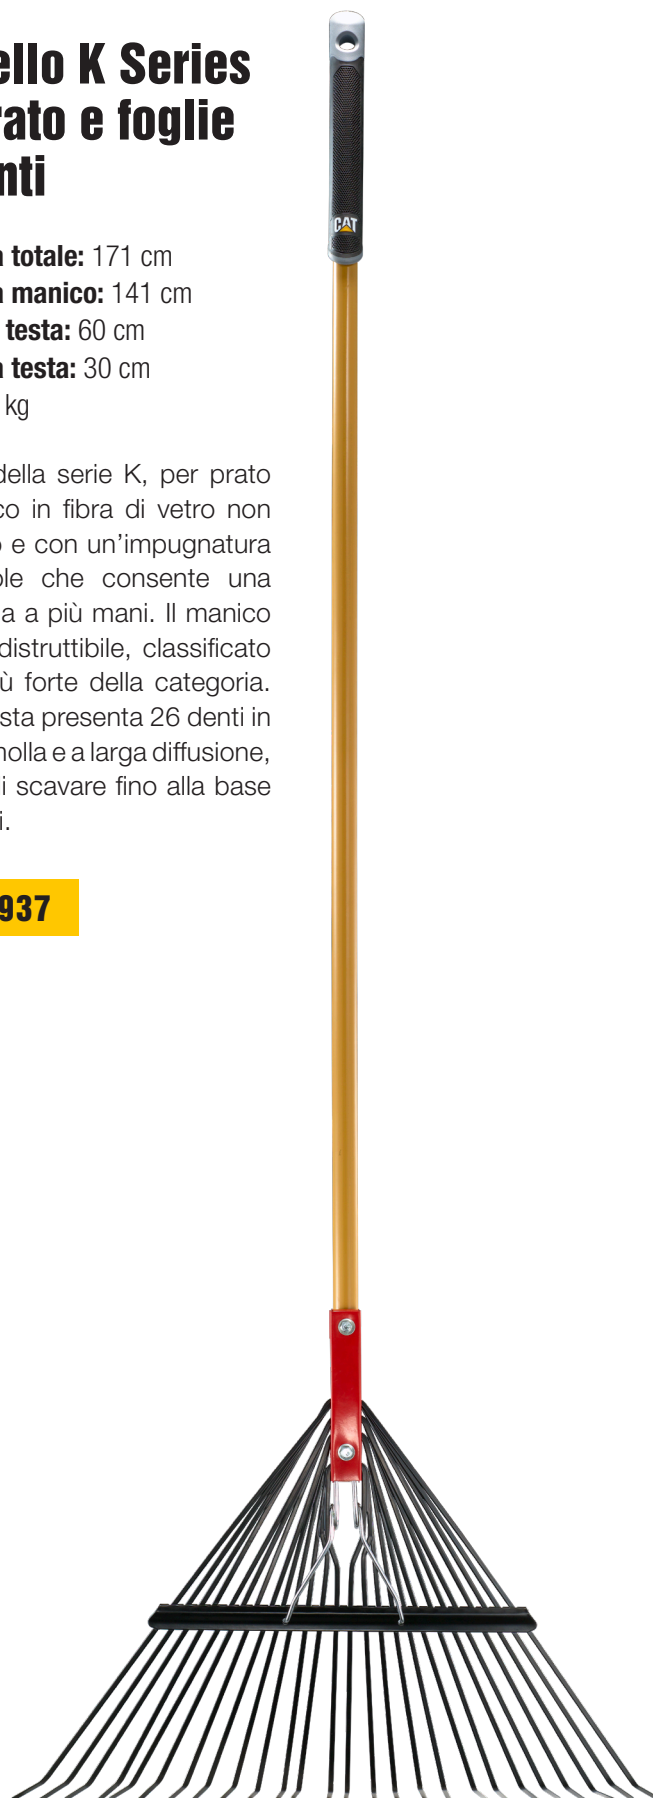 ello K Series
rato e foglie
nti
a totale: 171 cm
a manico: 141 cm
testa: 60 cm
a testa: 30 cm
kg
della serie K, per prato
co in fibra di vetro non
o e con un’impugnatura
ole che consente una
a a più mani. Il manico
distruttibile, classificato
ù forte della categoria.
sta presenta 26 denti in
molla e a larga diffusione,
i scavare fino alla base
i.
937
CAT